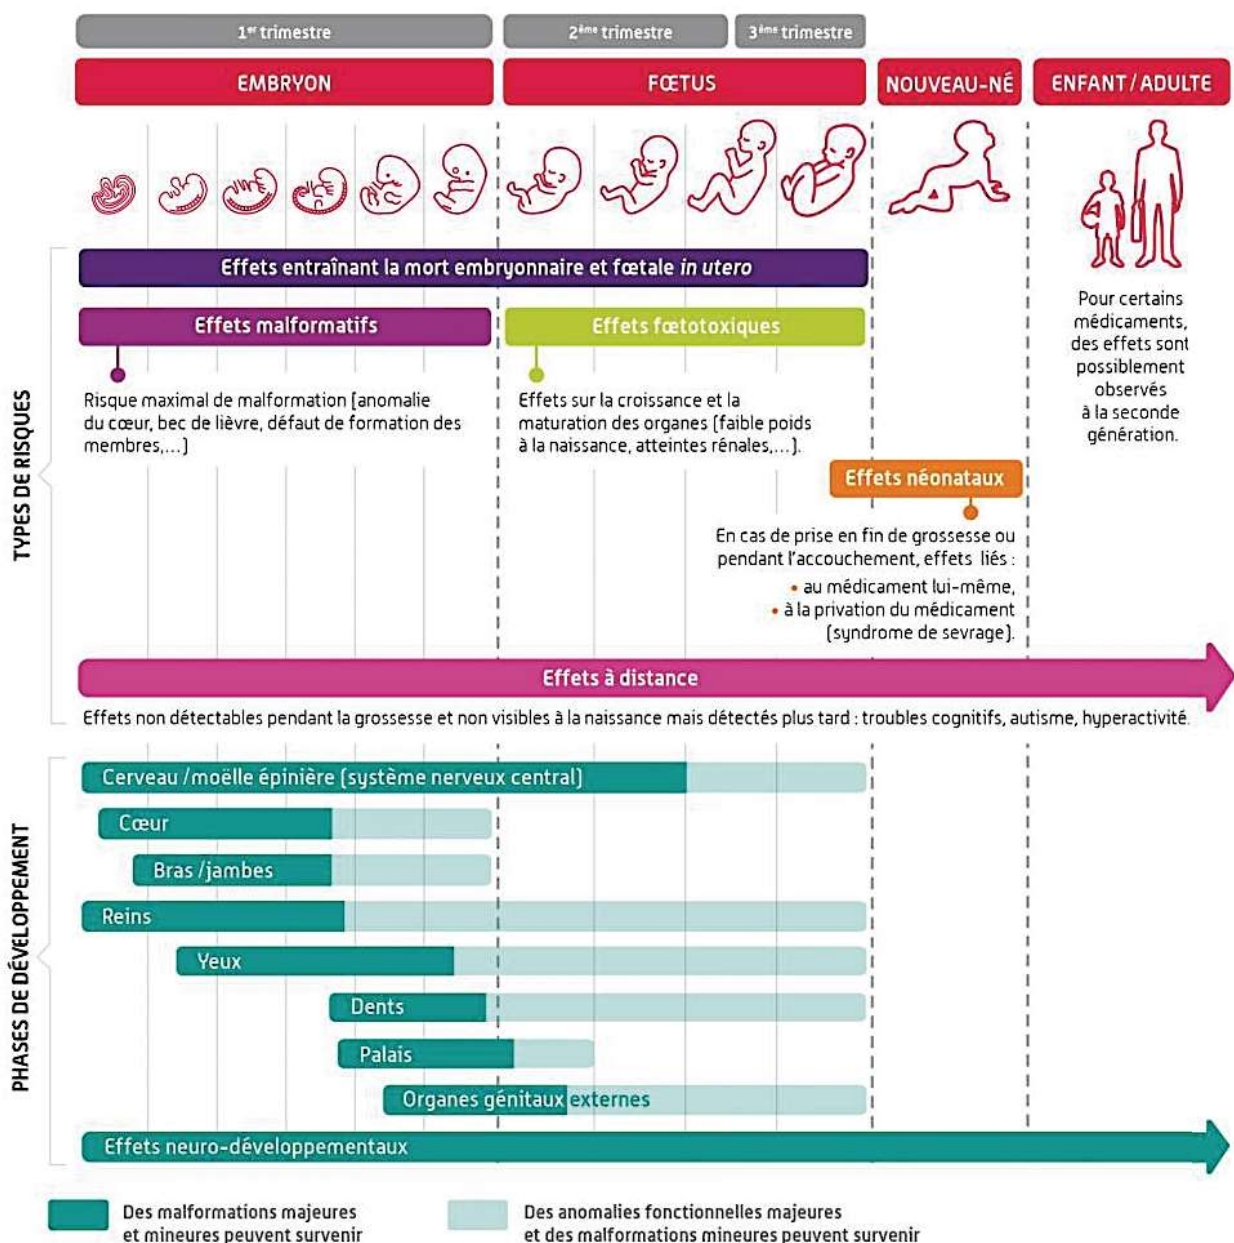 1er trimestre
2ème trimestre
3ème trimestre
EMBRYON
FŒTUS
NOUVEAU-NÉ
ENFANT / ADULTE
TYPES DE RISQUES
Effets entraînant la mort embryonnaire et fœtale in utero
Effets malformatifs
Effets fœtotoxiques
Risque maximal de malformation (anomalie
du cœur, bec de lièvre, défaut de formation des
membres,...)
Effets sur la croissance et la
maturation des organes (faible poids
à la naissance, atteintes rénales,...).
Pour certains
médicaments,
des effets sont
possiblement
observés
à la seconde
génération.
Effets néonataux
En cas de prise en fin de grossesse ou
pendant l'accouchement, effets liés :
• au médicament lui-même,
• à la privation du médicament
(syndrome de sevrage).
Effets à distance
Effets non détectables pendant la grossesse et non visibles à la naissance mais détectés plus tard : troubles cognitifs, autisme, hyperactivité.
PHASES DE DÉVELOPPEMENT
Cerveau /moëlle épinière (système nerveux central)
Cœur
Bras /jambes
Reins
Yeux
Dents
Palais
Organes génitaux externes
Effets neuro-développementaux
Des malformations majeures
et mineures peuvent survenir
Des anomalies fonctionnelles majeures
et des malformations mineures peuvent survenir